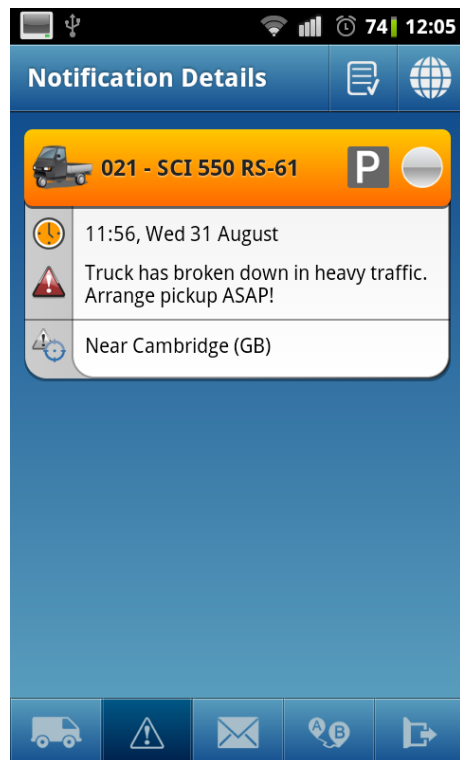 74 12:05
Notification Details
021 - SCI 550 RS-61 P
11:56, Wed 31 August
Truck has broken down in heavy traffic.
Arrange pickup ASAP!
Near Cambridge (GB)
A B